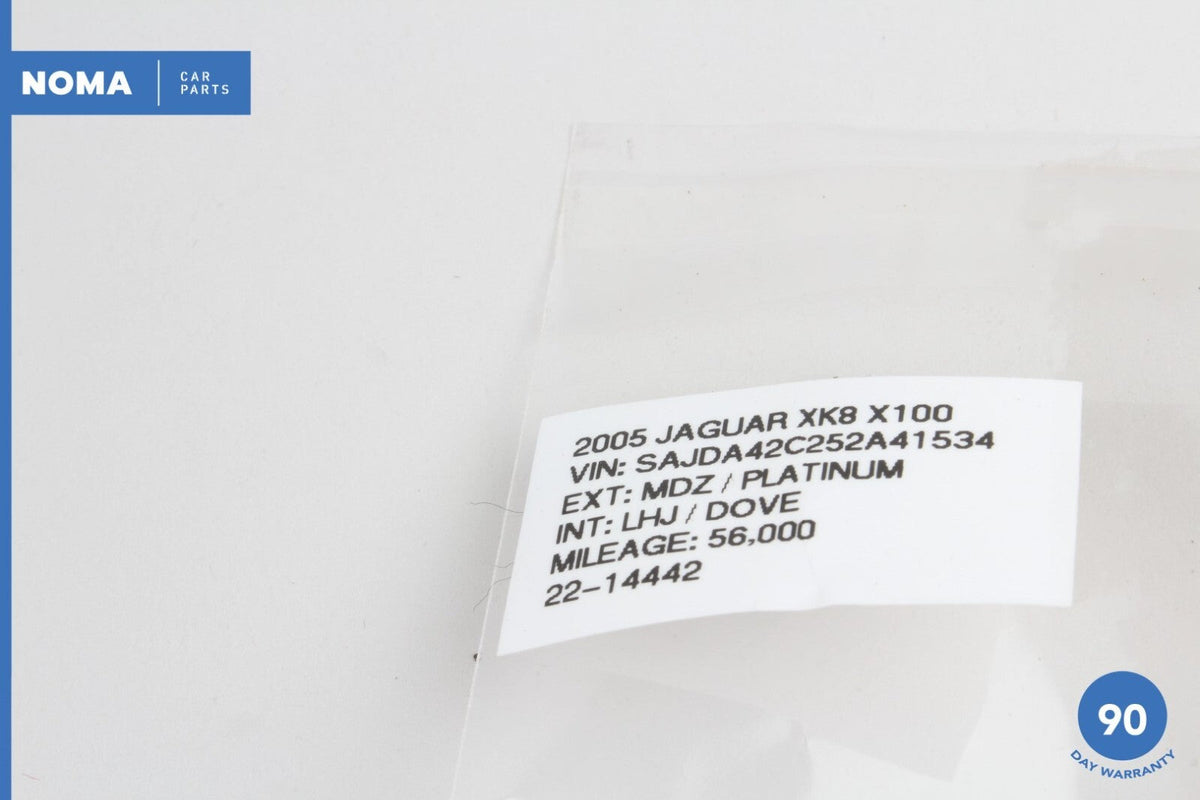 NOMA
CAR
PARTS
2005 JAGUAR XK8 X100
VIN: SAJDA42C252A41534
EXT: MDZ / PLATINUM
INT: LHJ / DOVE
MILEAGE: 56,000
22-14442
90
DAY WARRANTY